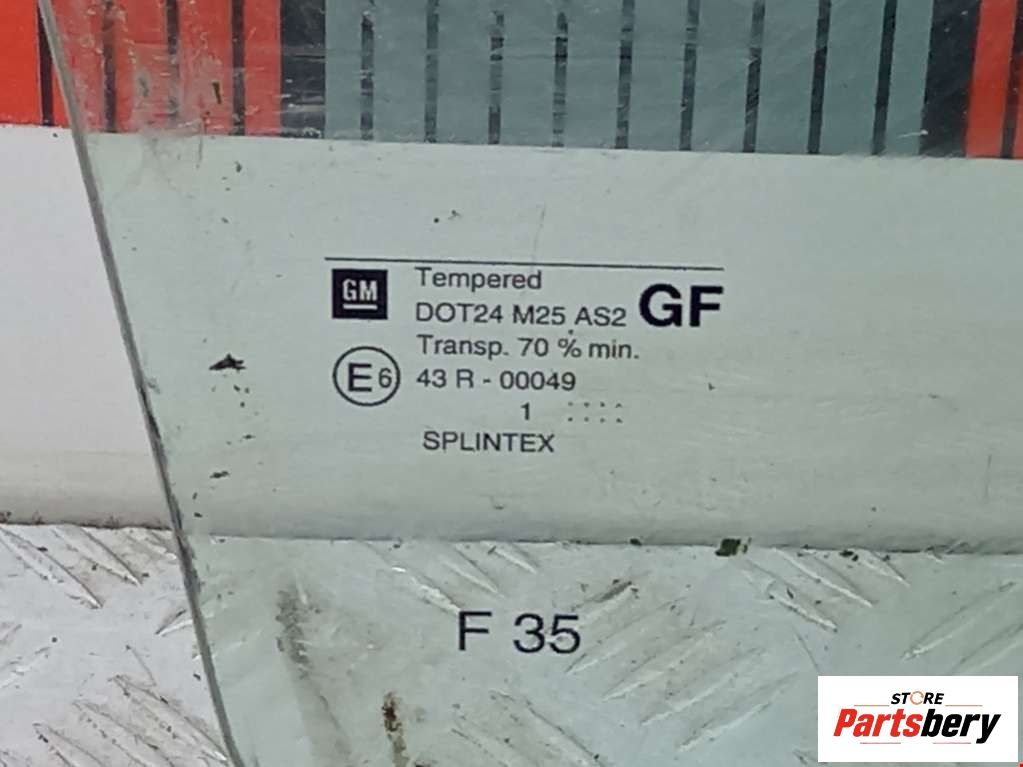 GM Tempered
DOT24 M25 AS2 GF
Transp. 70 % min.
E6 43 R - 00049
1
SPLINTEX
F 35
STORE
Partsbery